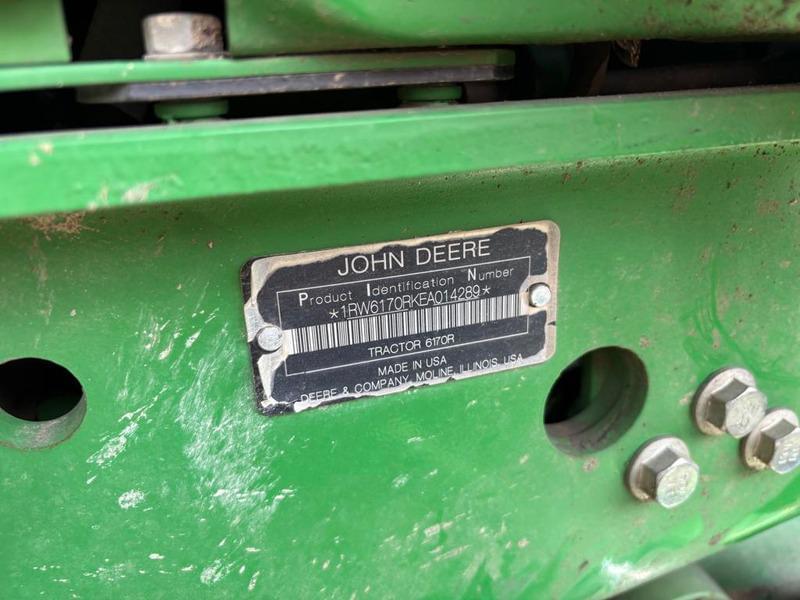 JOHN DEERE
Product Identification Number
*1RW6170RKEA014289*
TRACTOR 6170R
MADE IN USA
DEERE & COMPANY, MOLINE, ILLINOIS, USA